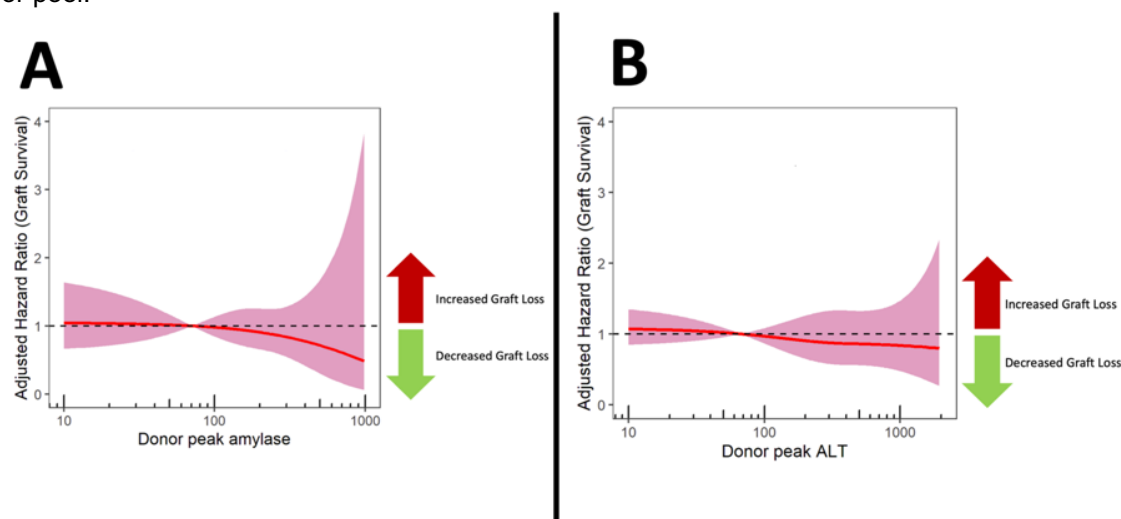 A
Adjusted Hazard Ratio (Graft Survival)
4
3
2
1
0
10
100
1000
Donor peak amylase
Increased Graft Loss
Decreased Graft Loss
B
Adjusted Hazard Ratio (Graft Survival)
4
3
2
1
0
10
100
1000
Donor peak ALT
Increased Graft Loss
Decreased Graft Loss